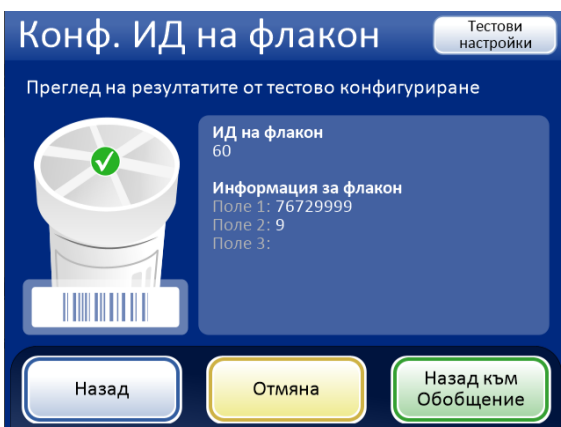 Конф. ИД на флакон
Тестови
настройки
Преглед на резултатите от тестово конфигуриране
ИД на флакон
60
Информация за флакон
Поле 1: 76729999
Поле 2: 9
Поле 3:
Назад
Отмяна
Назад към
Обобщение